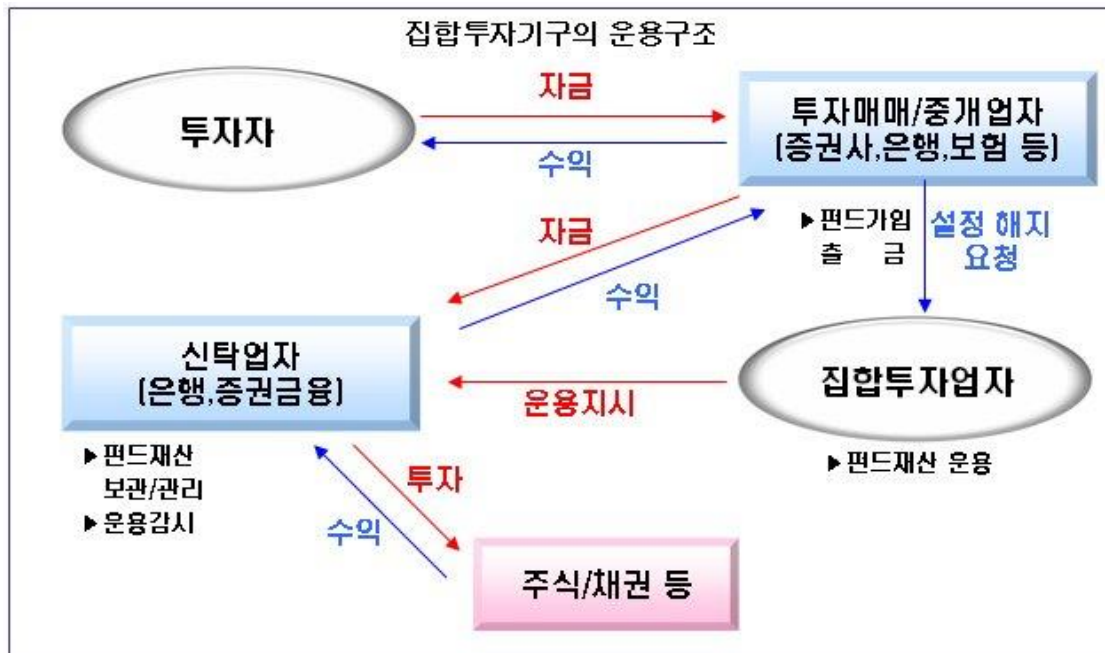 집합투자기구의 운용구조
투자자
자금
수익
투자매매/중개업자
(증권사,은행,보험 등)
자금
수익
▶펀드가입
출 금
설정 해지
요청
신탁업자
(은행,증권금융)
운용지시
집합투자업자
▶펀드재산
보관/관리
▶운용감시
투자
수익
▶펀드재산 운용
주식/채권 등